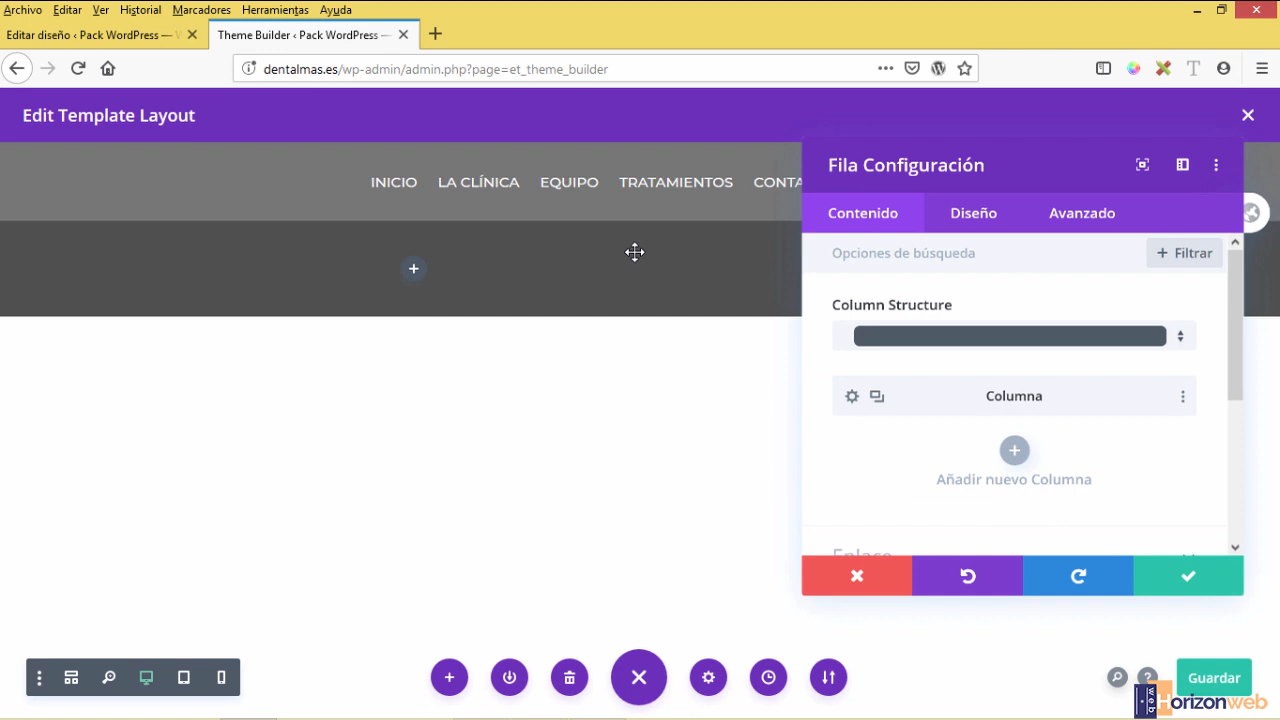 Archivo Editar Ver Historial Marcadores Herramientas Ayuda
Editar diseño ‹ Pack WordPress —
Theme Builder ‹ Pack WordPress —
dentalmas.es/wp-admin/admin.php?page=et_theme_builder
Edit Template Layout
INICIO LA CLÍNICA EQUIPO TRATAMIENTOS CONTA
Fila Configuración
Contenido Diseño Avanzado
Opciones de búsqueda
+ Filtrar
Column Structure
Columna
Añadir nuevo Columna
Enlace
Guardar
web Horizonweb